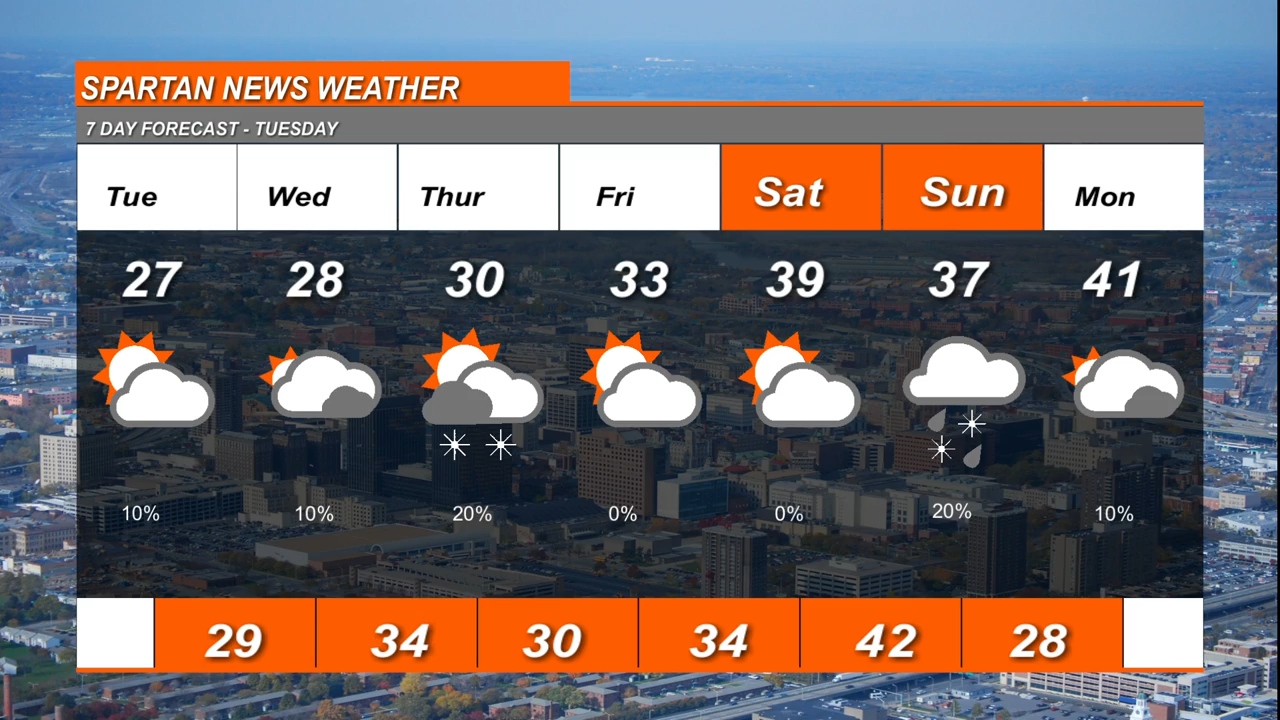 SPARTAN NEWS WEATHER
7 DAY FORECAST - TUESDAY
Tue Wed Thur Fri Sat Sun Mon
27 28 30 33 39 37 41
10% 10% 20% 0% 0% 20% 10%
29 34 30 34 42 28